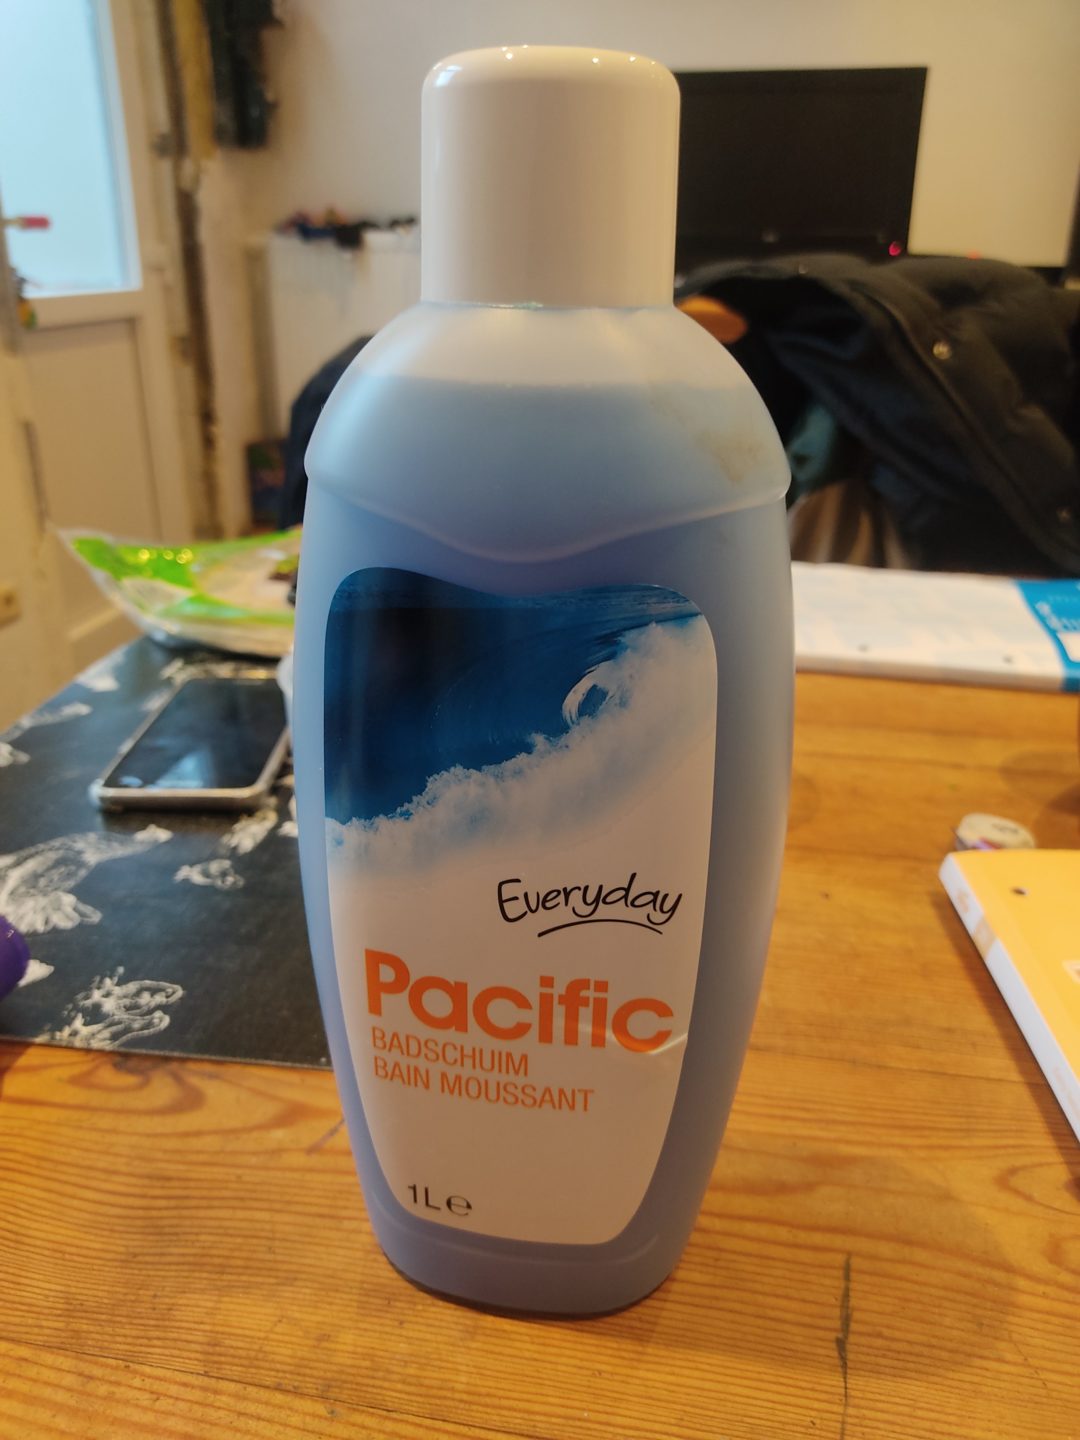 Everyday
Pacific
BADSCHUIM
BAIN MOUSSANT
1L ℮